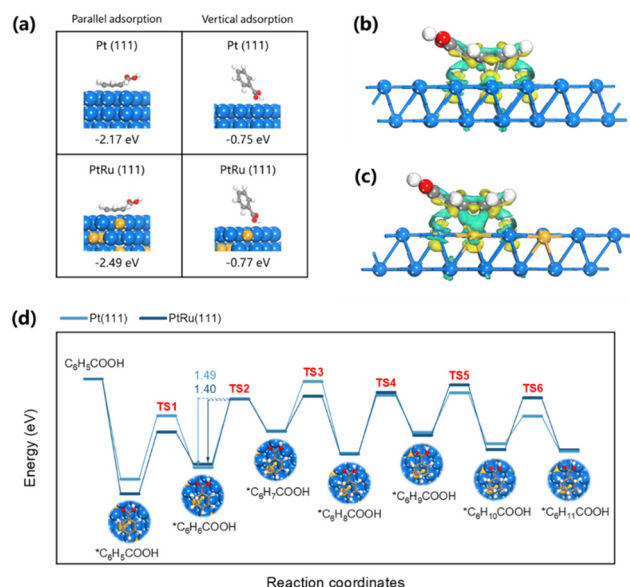 (a)
Parallel adsorption
Vertical adsorption
Pt (111)
Pt (111)
-2.17 eV
-0.75 eV
PtRu (111)
PtRu (111)
-2.49 eV
-0.77 eV
(b)
(c)
(d)
Pt(111)
PtRu(111)
C₆H₅COOH
TS1
1.49
1.40
TS2
TS3
TS4
TS5
TS6
*C₆H₅COOH
*C₆H₆COOH
*C₆H₇COOH
*C₆H₈COOH
*C₆H₉COOH
*C₆H₁₀COOH
*C₆H₁₁COOH
Energy (eV)
Reaction coordinates